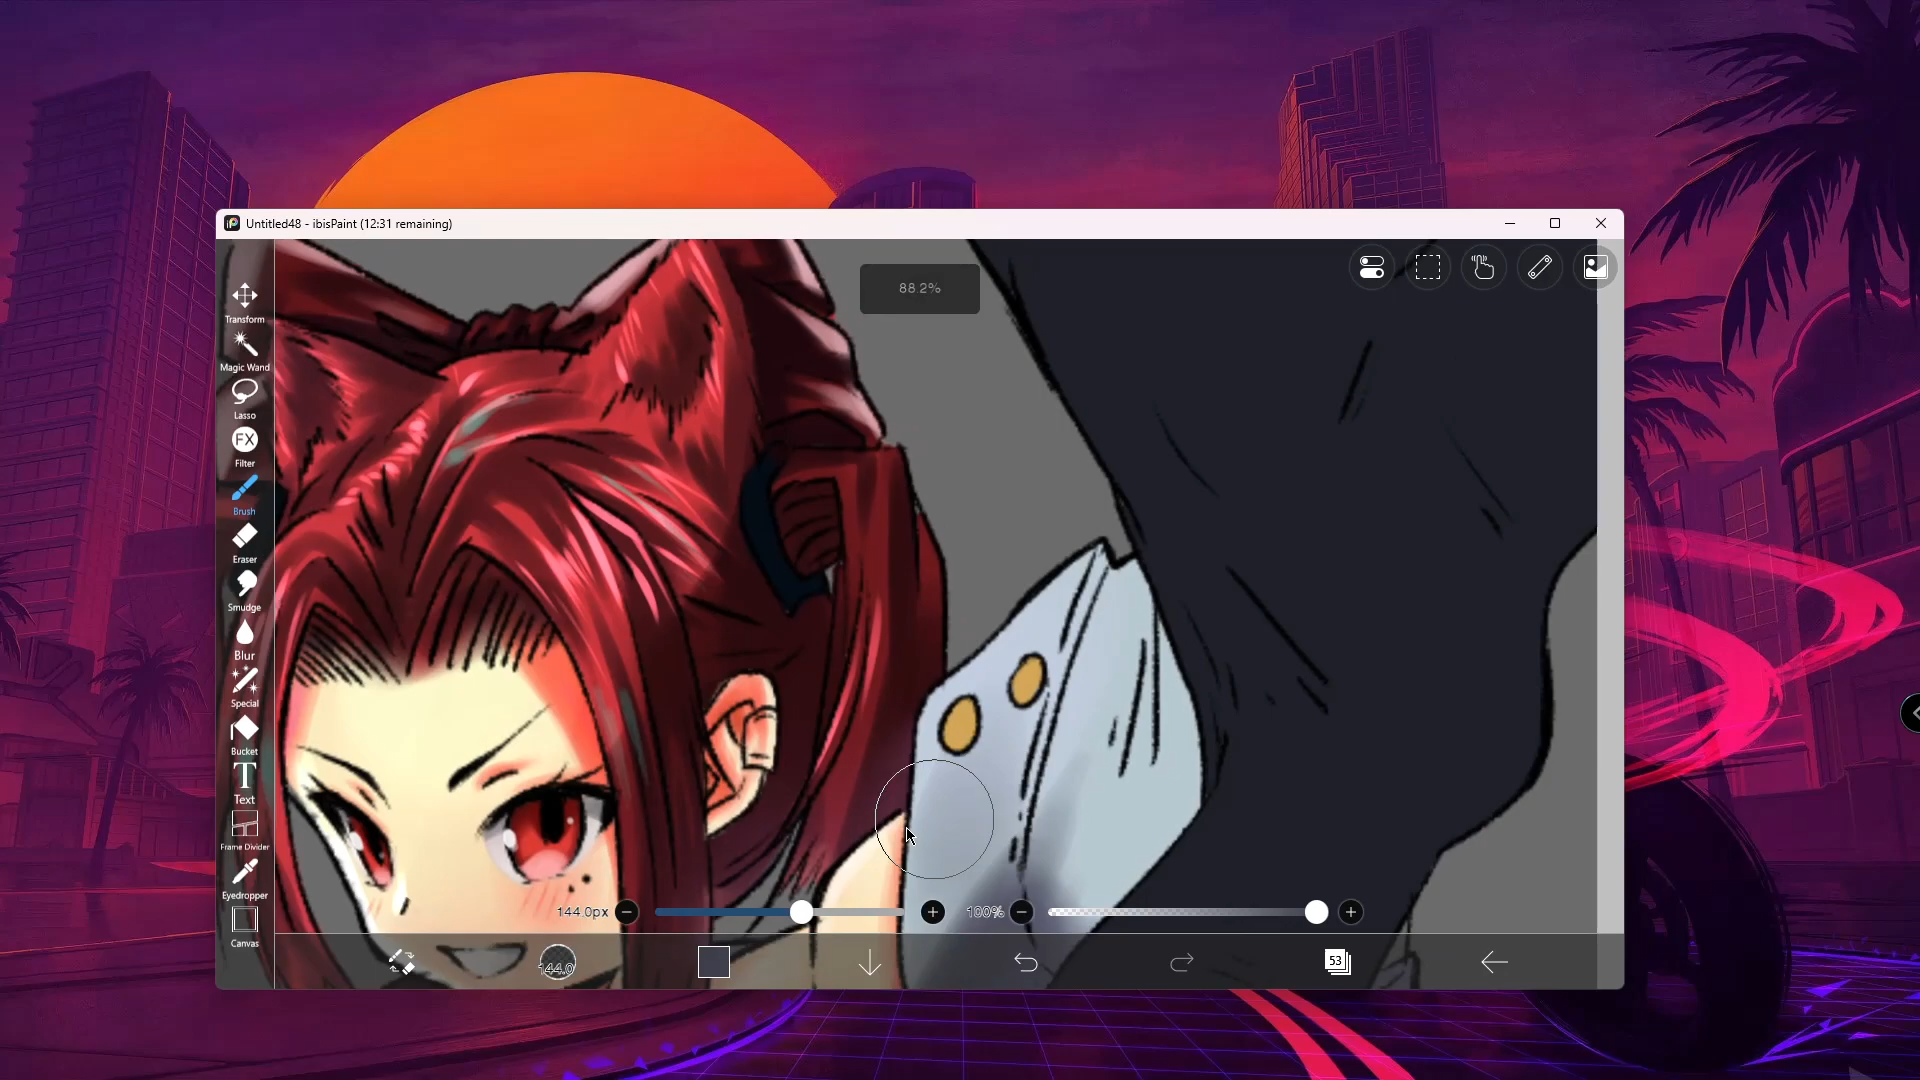 Untitled48 - ibisPaint (12:31 remaining)
88.2%
Transform
Magic Wand
Lasso
FX
Filter
Brush
Eraser
Smudge
Blur
Special
Bucket
T
Text
Frame Divider
Eyedropper
Canvas
144.0px
100%
144.0
53